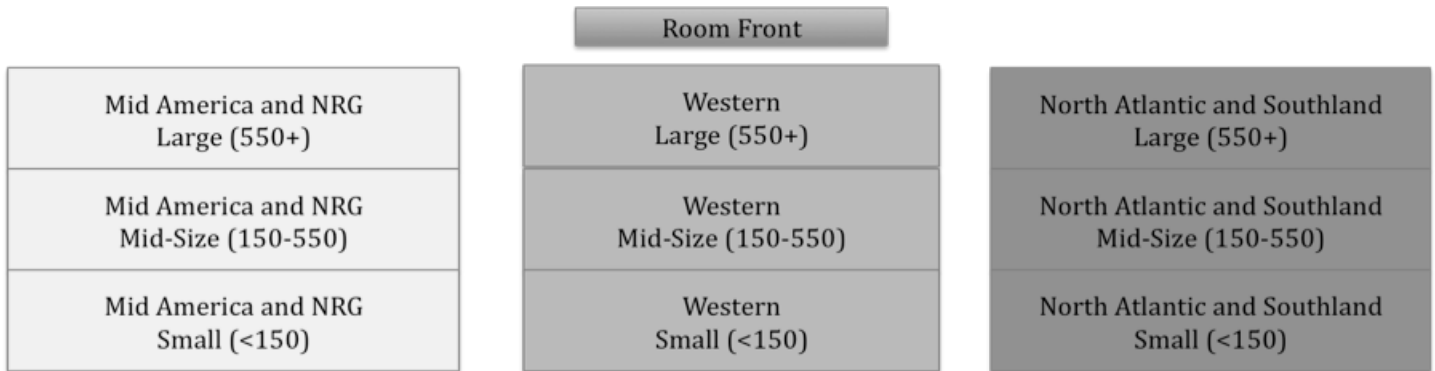 Room Front
Mid America and NRG
Large (550+)
Mid America and NRG
Mid-Size (150-550)
Mid America and NRG
Small (<150)
Western
Large (550+)
Western
Mid-Size (150-550)
Western
Small (<150)
North Atlantic and Southland
Large (550+)
North Atlantic and Southland
Mid-Size (150-550)
North Atlantic and Southland
Small (<150)